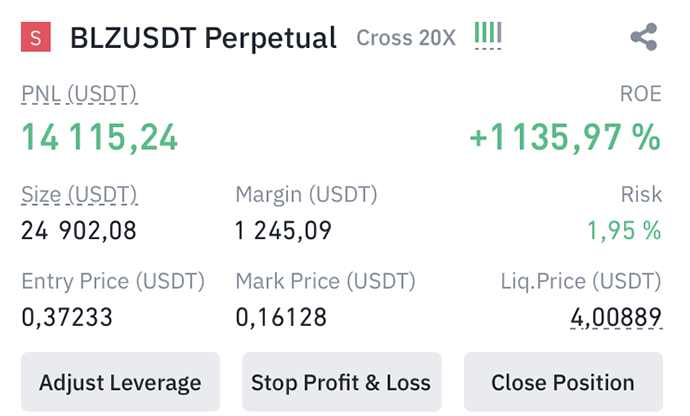 S BLZUSDT Perpetual Cross 20X
PNL (USDT) ROE
14 115,24 +1 135,97 %
Size (USDT) Margin (USDT) Risk
24 902,08 1 245,09 1,95 %
Entry Price (USDT) Mark Price (USDT) Liq.Price (USDT)
0,37233 0,16128 4,00889
Adjust Leverage Stop Profit & Loss Close Position